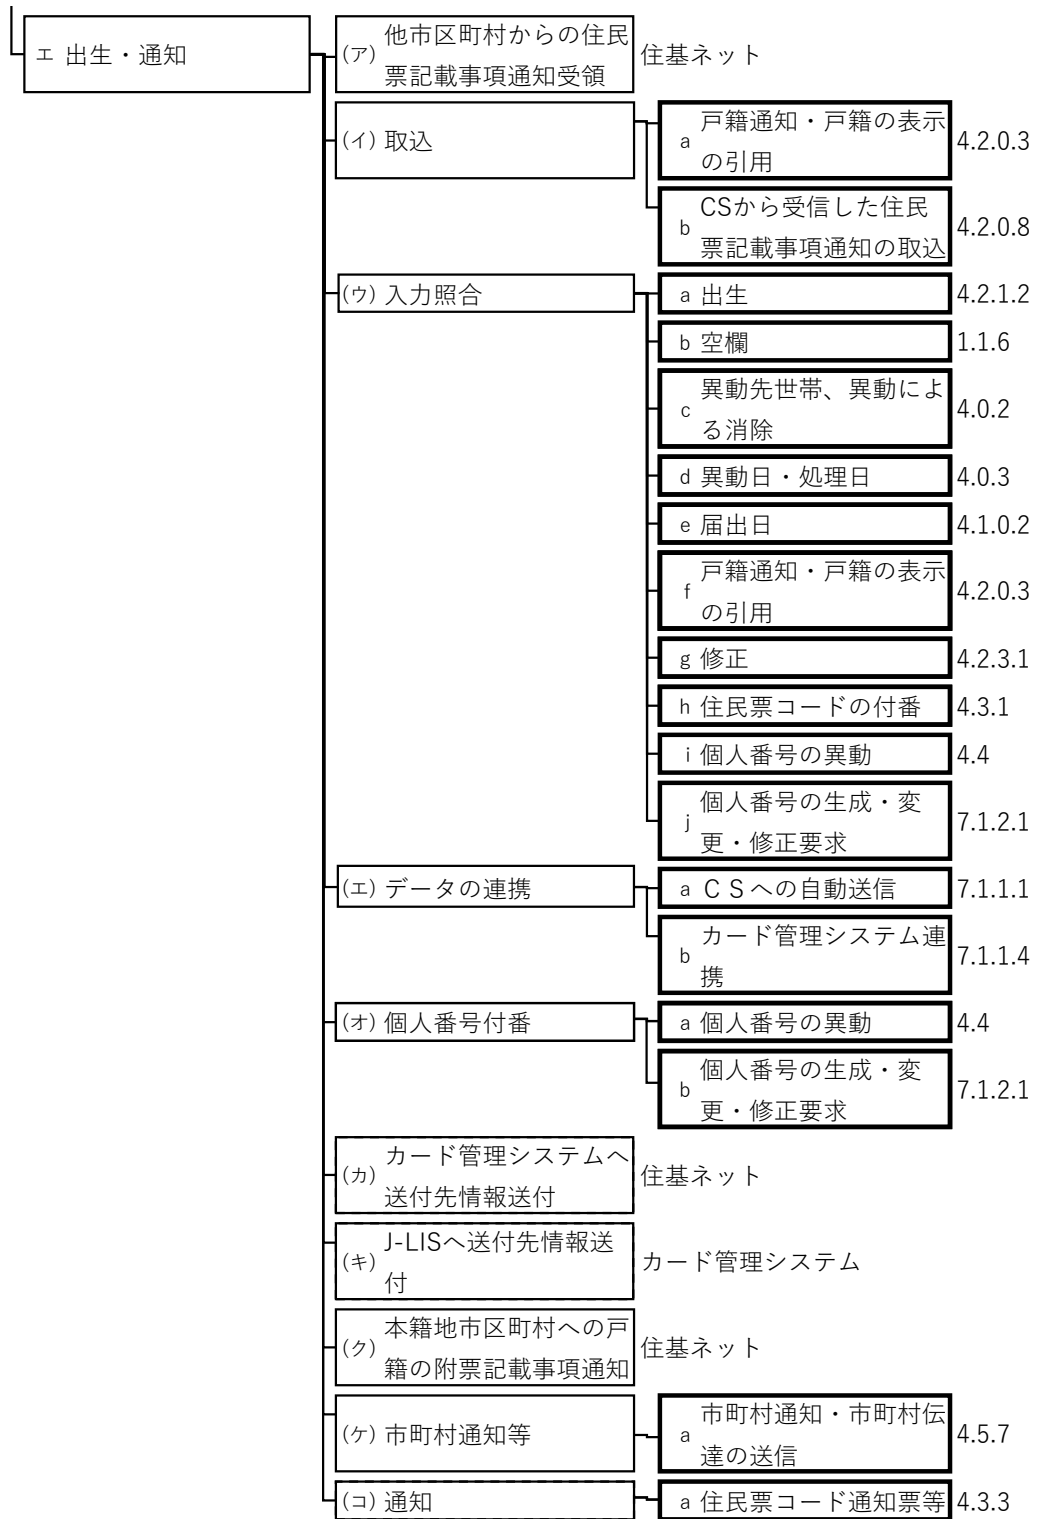 エ 出生・通知
(ア) 他市区町村からの住民
票記載事項通知受領
住基ネット
(イ) 取込
a 戸籍通知・戸籍の表示
の引用
4.2.0.3
b CSから受信した住民
票記載事項通知の取込
4.2.0.8
(ウ) 入力照合
a 出生
4.2.1.2
b 空欄
1.1.6
c 異動先世帯、異動によ
る消除
4.0.2
d 異動日・処理日
4.0.3
e 届出日
4.1.0.2
f 戸籍通知・戸籍の表示
の引用
4.2.0.3
g 修正
4.2.3.1
h 住民票コードの付番
4.3.1
i 個人番号の異動
4.4
j 個人番号の生成・変
更・修正要求
7.1.2.1
(エ) データの連携
a ＣＳへの自動送信
7.1.1.1
b カード管理システム連
携
7.1.1.4
(オ) 個人番号付番
a 個人番号の異動
4.4
b 個人番号の生成・変
更・修正要求
7.1.2.1
(カ) カード管理システムへ
送付先情報送付
住基ネット
(キ) J-LISへ送付先情報送
付
カード管理システム
(ク) 本籍地市区町村への戸
籍の附票記載事項通知
住基ネット
(ケ) 市町村通知等
a 市町村通知・市町村伝
達の送信
4.5.7
(コ) 通知
a 住民票コード通知票等
4.3.3